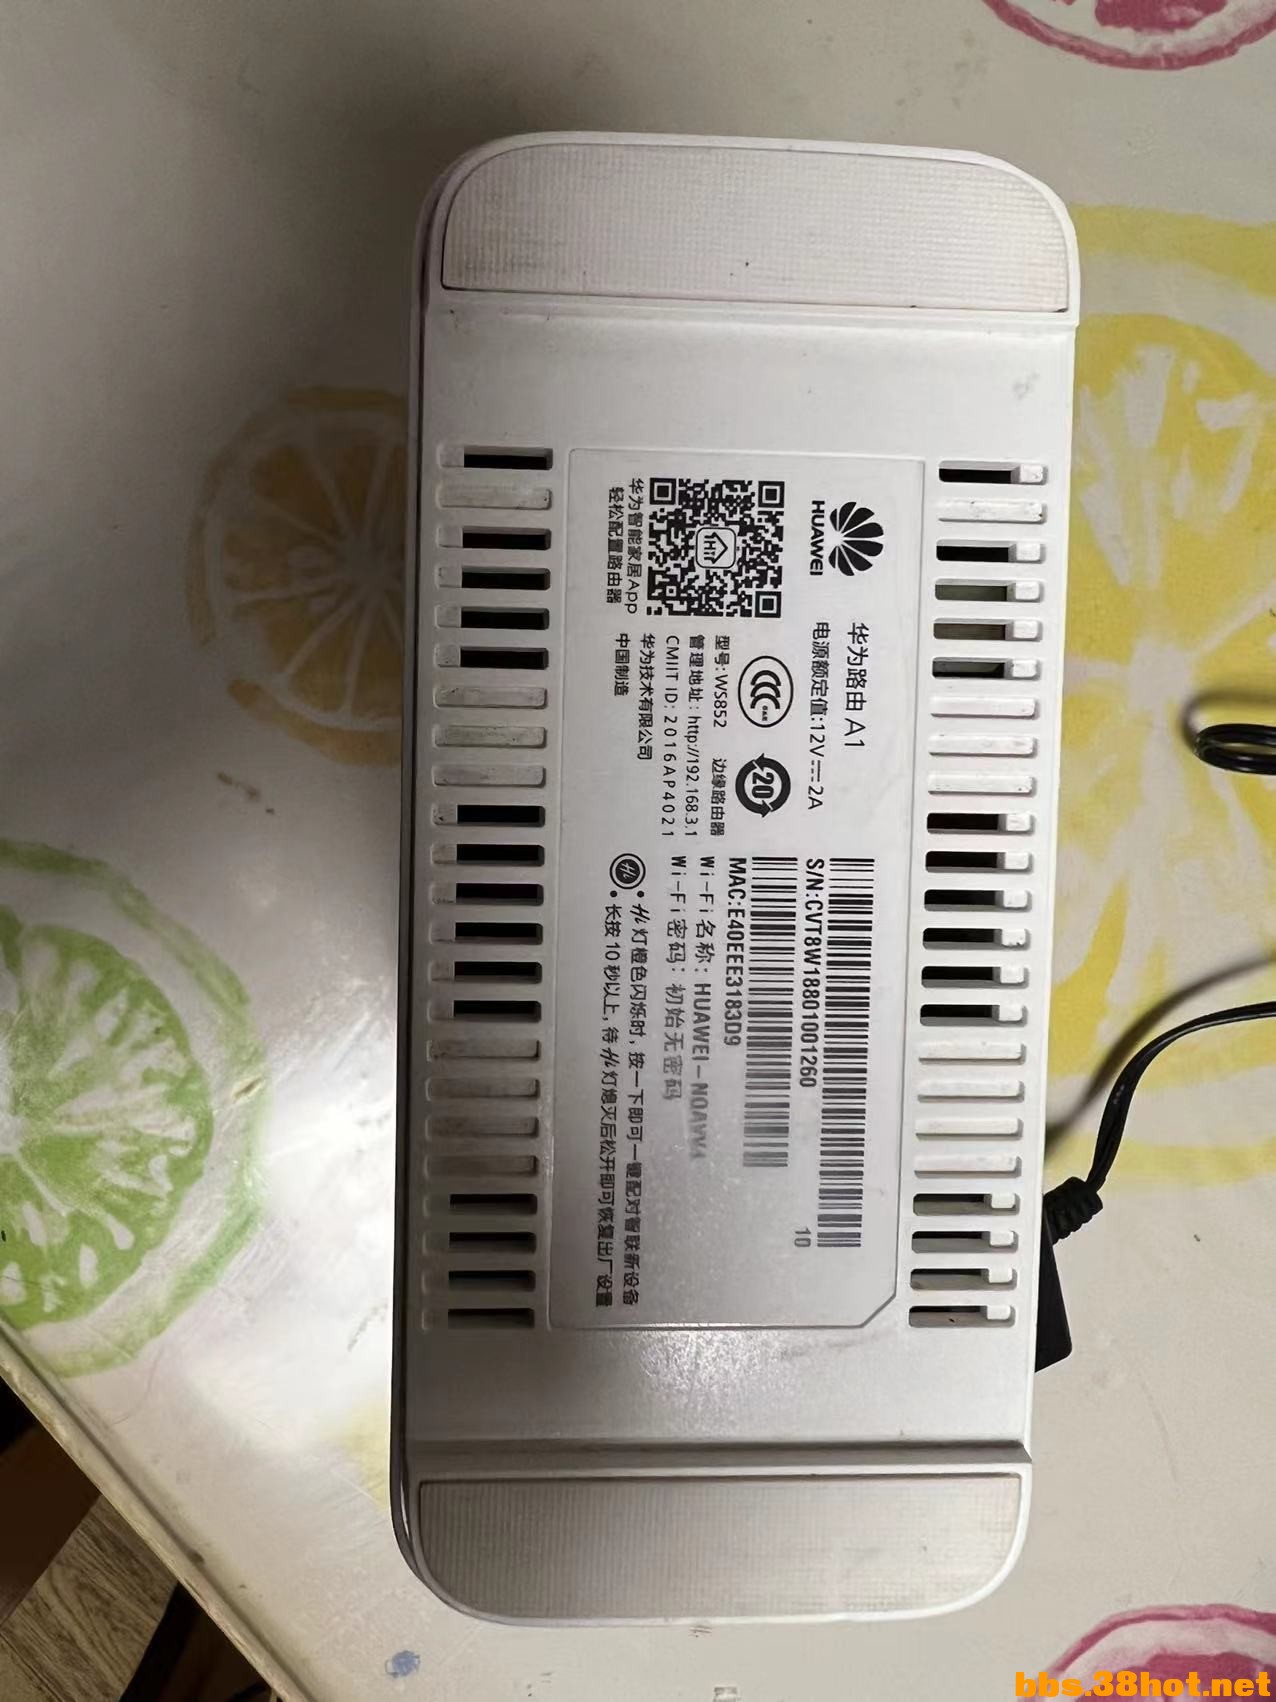 HUAWEI
华为路由 A1
电源额定值:12V⎓2A
型号:WS852 边缘路由器
管理地址: http://192.168.3.1
CMIIT ID: 2016AP4021
华为技术有限公司
中国制造
华为智能家居App
轻松配置路由器
S/N:CVT8W18801001260
10
MAC:E40EEE3183D9
Wi-Fi名称: HUAWEI-
Wi-Fi密码: 初始无密码
Hi灯橙色闪烁时, 按一下即可一键配对智联新设备
长按10秒以上, 待Hi灯熄灭后松开即可恢复出厂设置
20
bbs.38hot.net